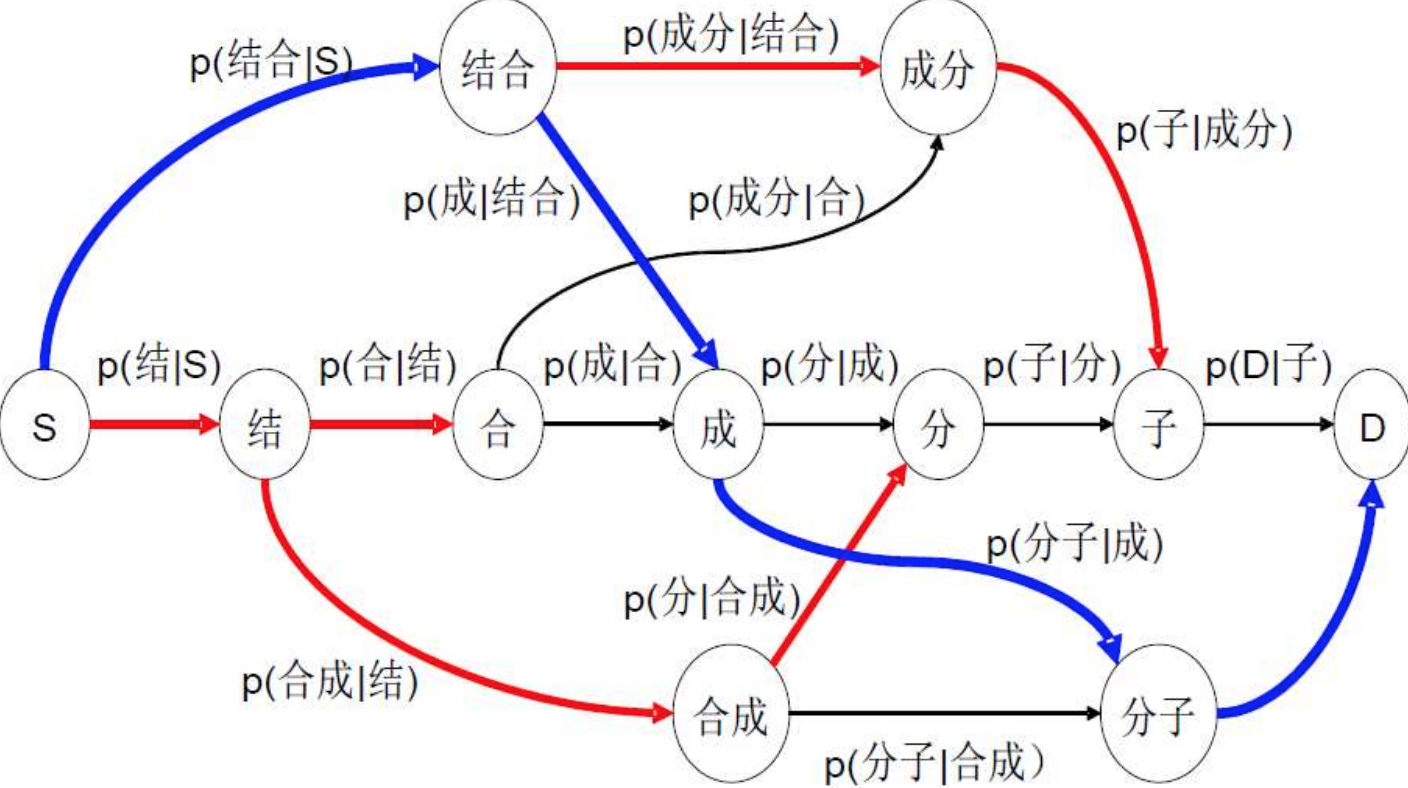 p(结合|S)
结合
p(成分|结合)
成分
p(子|成分)
p(成|结合)
p(成分|合)
S
p(结|S)
结
p(合|结)
合
p(成|合)
成
p(分|成)
分
p(子|分)
子
p(D|子)
D
p(合成|结)
p(分|合成)
p(分子|成)
合成
p(分子|合成）
分子